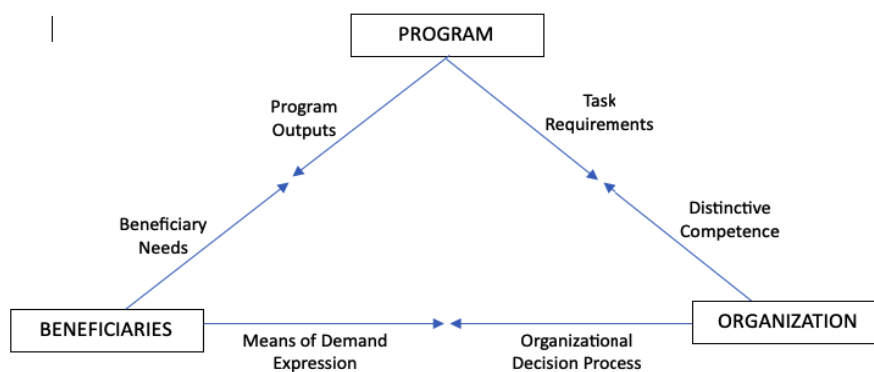 PROGRAM
Program
Outputs
Task
Requirements
Beneficiary
Needs
Distinctive
Competence
BENEFICIARIES
ORGANIZATION
Means of Demand
Expression
Organizational
Decision Process